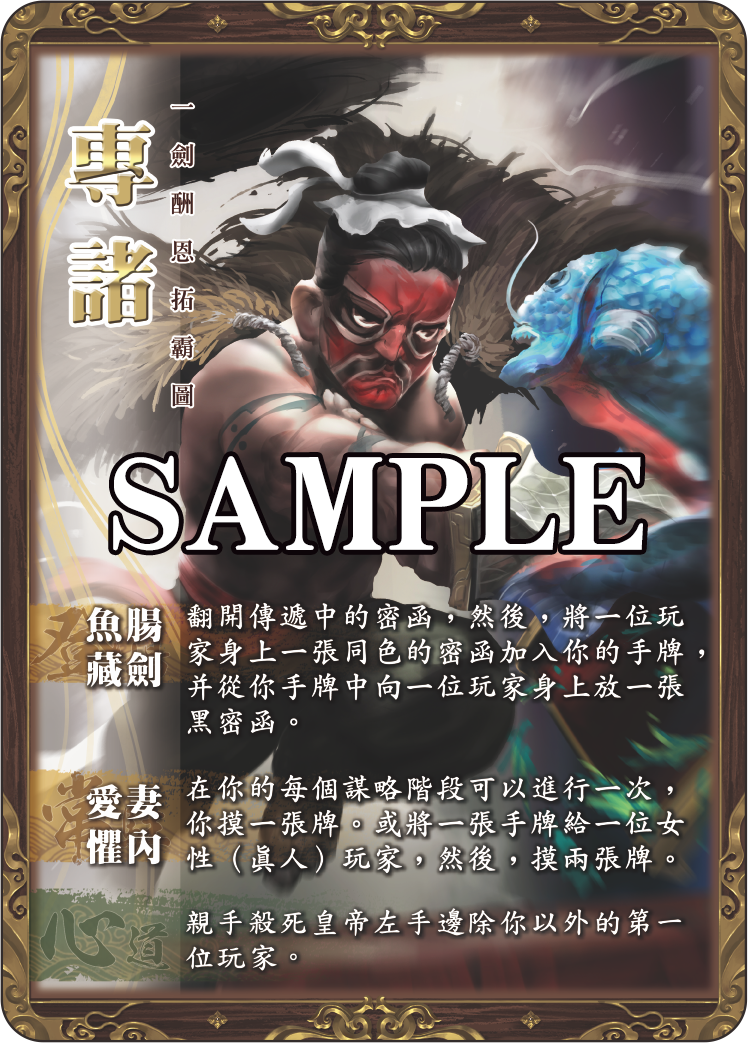 專諸
一劍酬恩拓霸圖
SAMPLE
登
魚腸
藏劍
翻開傳遞中的密函，然後，將一位玩
家身上一張同色的密函加入你的手牌，
并從你手牌中向一位玩家身上放一張
黑密函。
常
愛妻
懼內
在你的每個謀略階段可以進行一次，
你摸一張牌。或將一張手牌給一位女
性（真人）玩家，然後，摸兩張牌。
心道
親手殺死皇帝左手邊除你以外的第一
位玩家。